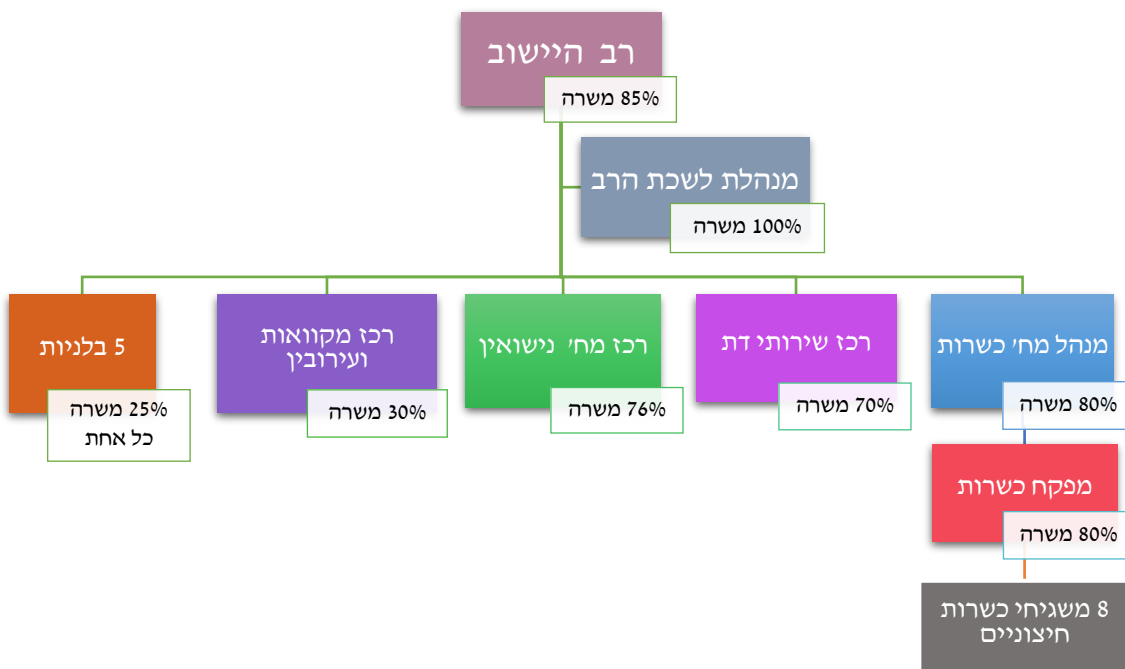 רב היישוב
85% משרה
מנהלת לשכת הרב
100% משרה
מנהל מח׳ כשרות
80% משרה
רכז שירותי דת
70% משרה
רכז מח׳ נישואין
76% משרה
רכז מקוואות
ועירובין
30% משרה
5 בלניות
25% משרה
כל אחת
מפקח כשרות
80% משרה
8 משגיחי כשרות
חיצוניים